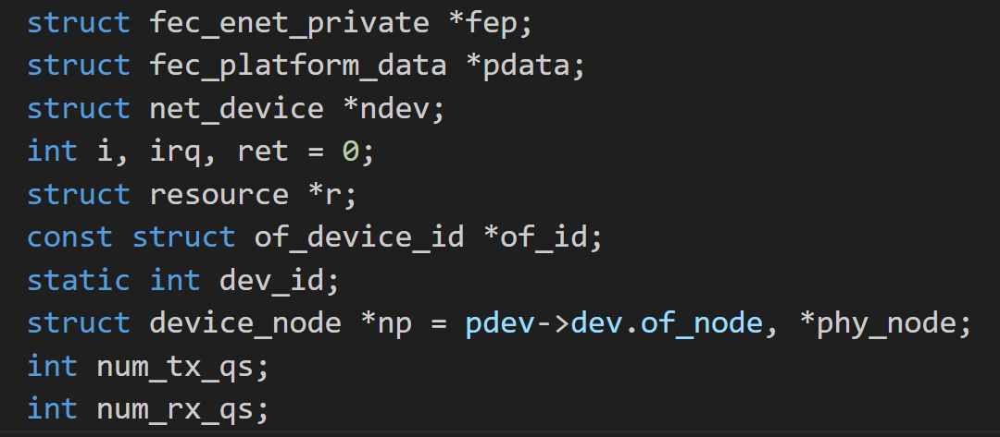 struct fec_enet_private *fep;
struct fec_platform_data *pdata;
struct net_device *ndev;
int i, irq, ret = 0;
struct resource *r;
const struct of_device_id *of_id;
static int dev_id;
struct device_node *np = pdev->dev.of_node, *phy_node;
int num_tx_qs;
int num_rx_qs;